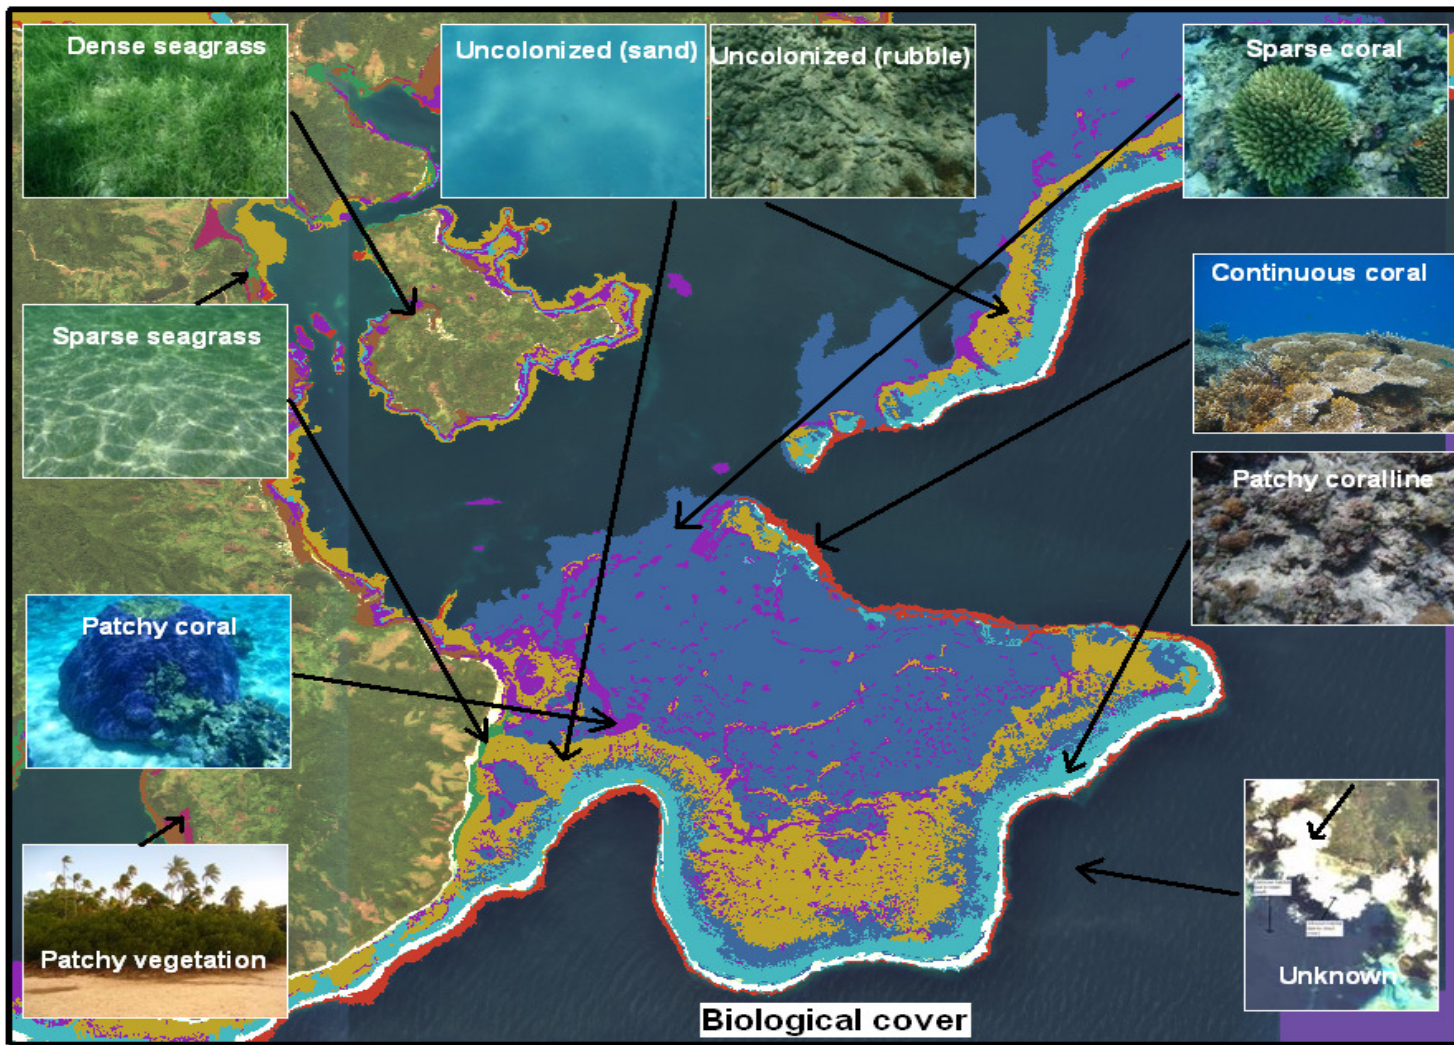 Dense seagrass
Uncolonized (sand)
Uncolonized (rubble)
Sparse coral
Sparse seagrass
Continuous coral
Patchy coralline
Patchy coral
Patchy vegetation
Unknown
Biological cover